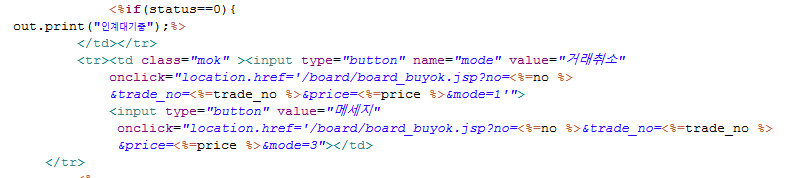 <%if(status==0){
out.print("인계대기중");%>
</td></tr>
<tr><td class="mok" ><input type="button" name="mode" value="거래취소"
onclick="location.href='/board/board_buyok.jsp?no=<%=no %>
&trade_no=<%=trade_no %>&price=<%=price %>&mode=1'">
<input type="button" value="메세지"
onclick="location.href='/board/board_buyok.jsp?no=<%=no %>&trade_no=<%=trade_no %>
&price=<%=price %>&mode=3"></td>
</tr>
<%